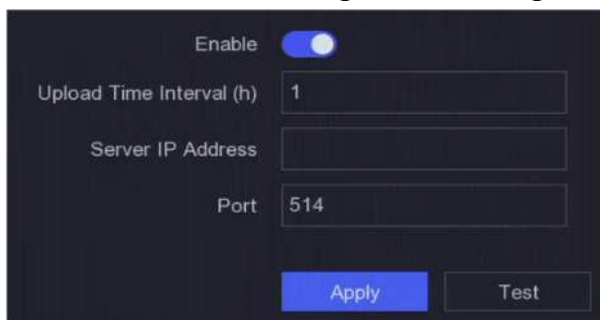 Enable
Upload Time Interval (h) 1
Server IP Address
Port 514
Apply Test